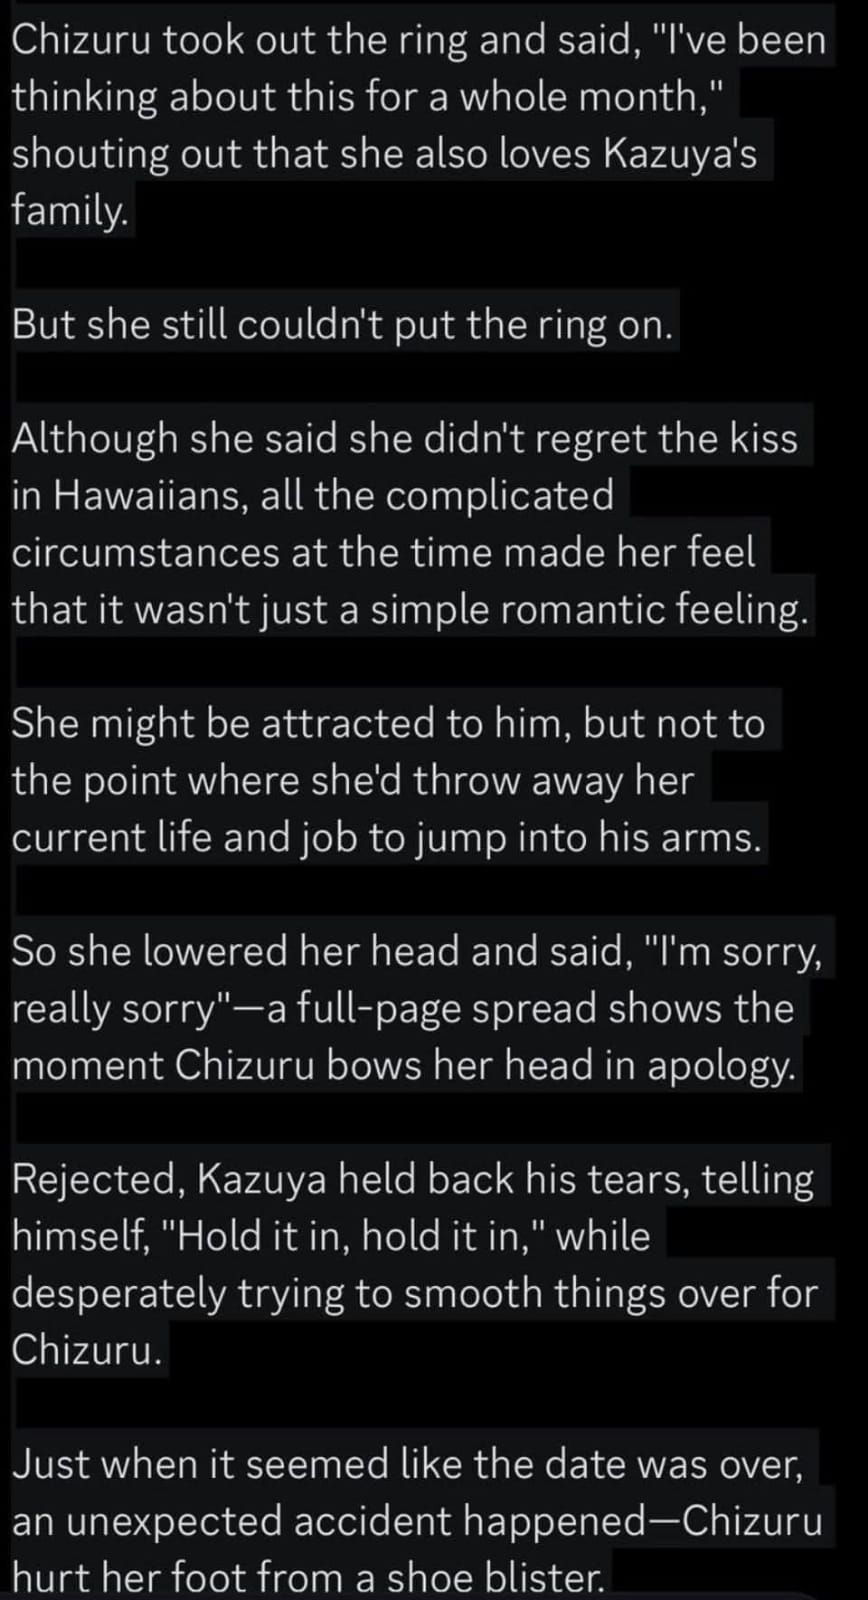 Chizuru took out the ring and said, "I've been
thinking about this for a whole month,"
shouting out that she also loves Kazuya's
family.
But she still couldn't put the ring on.
Although she said she didn't regret the kiss
in Hawaiians, all the complicated
circumstances at the time made her feel
that it wasn't just a simple romantic feeling.
She might be attracted to him, but not to
the point where she'd throw away her
current life and job to jump into his arms.
So she lowered her head and said, "I'm sorry,
really sorry"—a full-page spread shows the
moment Chizuru bows her head in apology.
Rejected, Kazuya held back his tears, telling
himself, "Hold it in, hold it in," while
desperately trying to smooth things over for
Chizuru.
Just when it seemed like the date was over,
an unexpected accident happened—Chizuru
hurt her foot from a shoe blister.